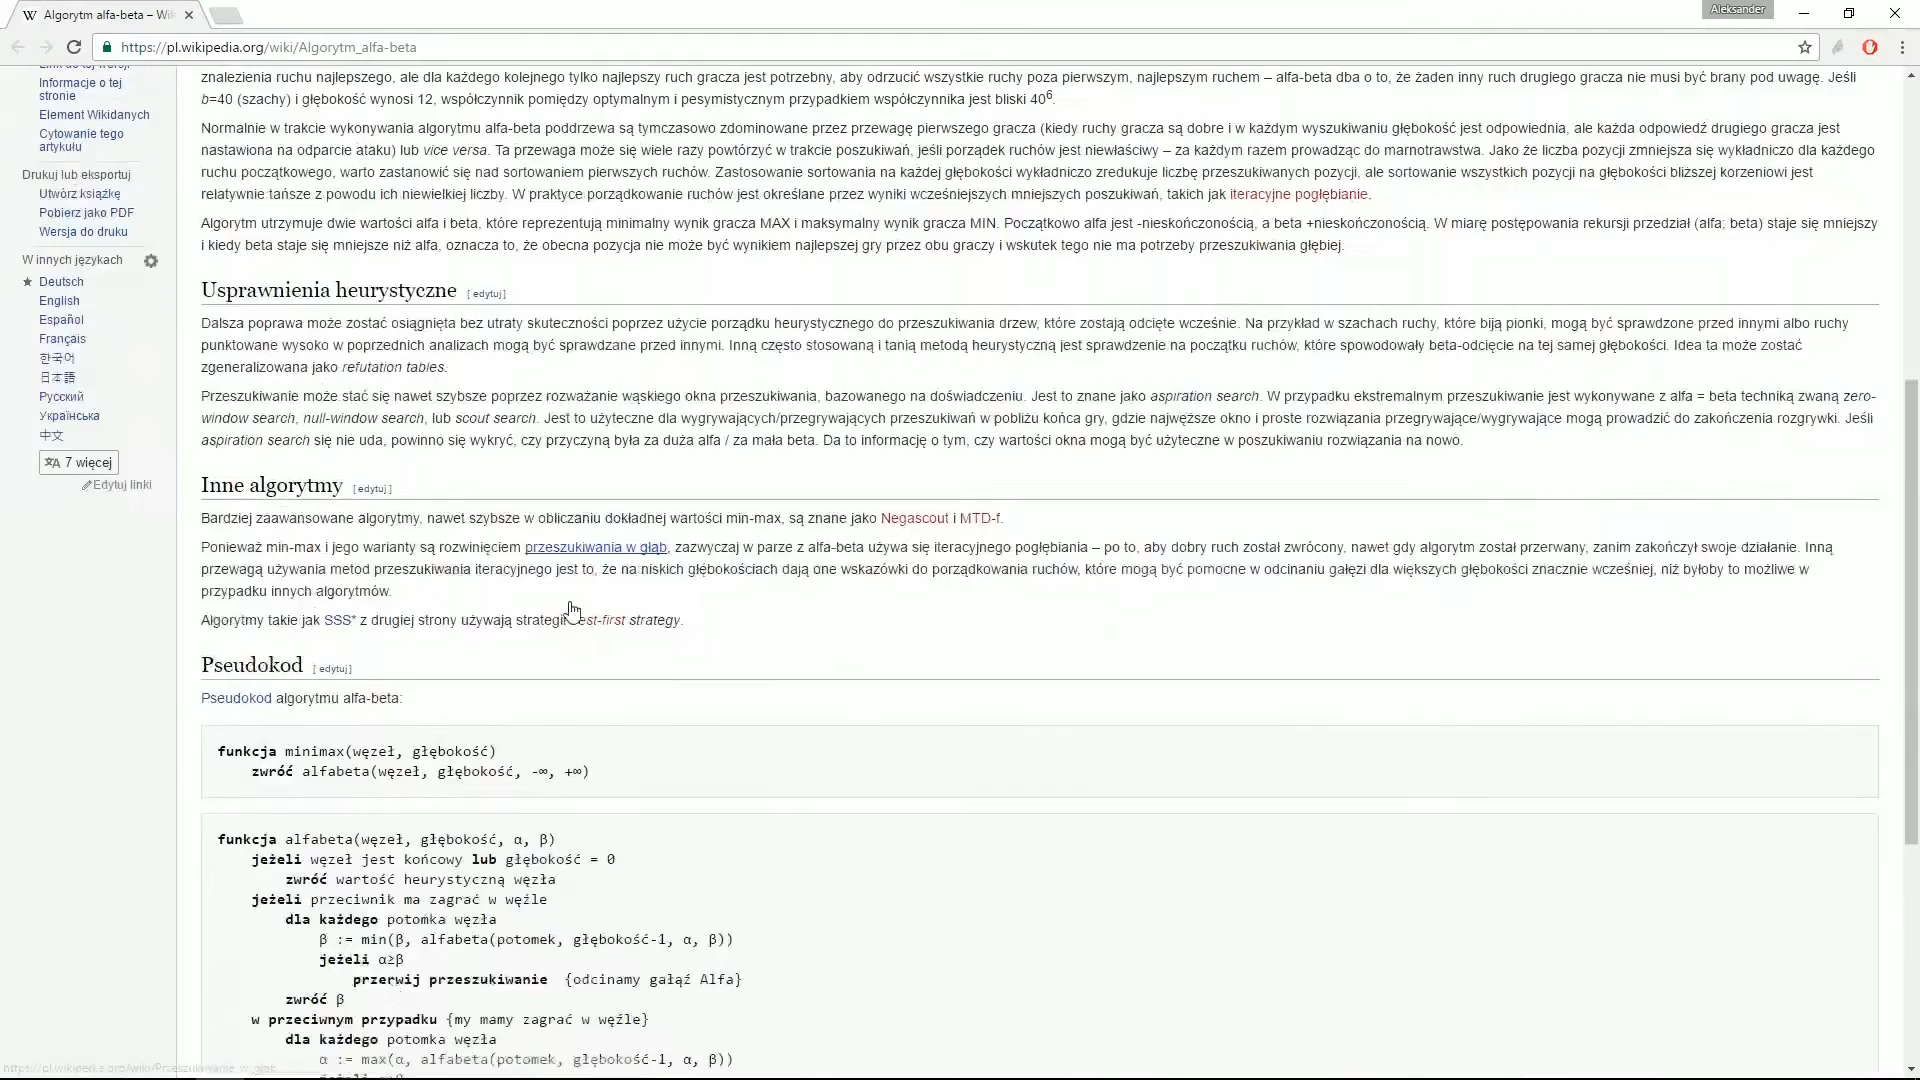 Algorytm alfa-beta – Wi
Aleksander
https://pl.wikipedia.org/wiki/Algorytm_alfa-beta
Link do tej wersji
Informacje o tej
stronie
Element Wikidanych
Cytowanie tego
artykułu
Drukuj lub eksportuj
Utwórz książkę
Pobierz jako PDF
Wersja do druku
W innych językach
Deutsch
English
Español
Français
한국어
日本語
Русский
Українська
中文
7 więcej
Edytuj linki
znalezienia ruchu najlepszego, ale dla każdego kolejnego tylko najlepszy ruch gracza jest potrzebny, aby odrzucić wszystkie ruchy poza pierwszym, najlepszym ruchem – alfa-beta dba o to, że żaden inny ruch drugiego gracza nie musi być brany pod uwagę. Jeśli
b=40 (szachy) i głębokość wynosi 12, współczynnik pomiędzy optymalnym i pesymistycznym przypadkiem współczynnika jest bliski 40⁶.
Normalnie w trakcie wykonywania algorytmu alfa-beta poddrzewa są tymczasowo zdominowane przez przewagę pierwszego gracza (kiedy ruchy gracza są dobre i w każdym wyszukiwaniu głębokość jest odpowiednia, ale każda odpowiedź drugiego gracza jest
nastawiona na odparcie ataku) lub vice versa. Ta przewaga może się wiele razy powtórzyć w trakcie poszukiwań, jeśli porządek ruchów jest niewłaściwy – za każdym razem prowadząc do marnotrawstwa. Jako że liczba pozycji zmniejsza się wykładniczo dla każdego
ruchu początkowego, warto zastanowić się nad sortowaniem pierwszych ruchów. Zastosowanie sortowania na każdej głębokości wykładniczo zredukuje liczbę przeszukiwanych pozycji, ale sortowanie wszystkich pozycji na głębokości bliższej korzeniowi jest
relatywnie tańsze z powodu ich niewielkiej liczby. W praktyce porządkowanie ruchów jest określane przez wyniki wcześniejszych mniejszych poszukiwań, takich jak iteracyjne pogłębianie.
Algorytm utrzymuje dwie wartości alfa i beta, które reprezentują minimalny wynik gracza MAX i maksymalny wynik gracza MIN. Początkowo alfa jest -nieskończonością, a beta +nieskończonością. W miarę postępowania rekursji przedział (alfa; beta) staje się mniejszy
i kiedy beta staje się mniejsze niż alfa, oznacza to, że obecna pozycja nie może być wynikiem najlepszej gry przez obu graczy i wskutek tego nie ma potrzeby przeszukiwania głębiej.
Usprawnienia heurystyczne [ edytuj ]
Dalsza poprawa może zostać osiągnięta bez utraty skuteczności poprzez użycie porządku heurystycznego do przeszukiwania drzew, które zostają odcięte wcześnie. Na przykład w szachach ruchy, które biją pionki, mogą być sprawdzone przed innymi albo ruchy
punktowane wysoko w poprzednich analizach mogą być sprawdzane przed innymi. Inną często stosowaną i tanią metodą heurystyczną jest sprawdzenie na początku ruchów, które spowodowały beta-odcięcie na tej samej głębokości. Idea ta może zostać
zgeneralizowana jako refutation tables.
Przeszukiwanie może stać się nawet szybsze poprzez rozważanie wąskiego okna przeszukiwania, bazowanego na doświadczeniu. Jest to znane jako aspiration search. W przypadku ekstremalnym przeszukiwanie jest wykonywane z alfa = beta techniką zwaną zero-
window search, null-window search, lub scout search. Jest to użyteczne dla wygrywających/przegrywających przeszukiwań w pobliżu końca gry, gdzie najwęższe okno i proste rozwiązania przegrywające/wygrywające mogą prowadzić do zakończenia rozgrywki. Jeśli
aspiration search się nie uda, powinno się wykryć, czy przyczyną była za duża alfa / za mała beta. Da to informację o tym, czy wartości okna mogą być użyteczne w poszukiwaniu rozwiązania na nowo.
Inne algorytmy [ edytuj ]
Bardziej zaawansowane algorytmy, nawet szybsze w obliczaniu dokładnej wartości min-max, są znane jako Negascout i MTD-f.
Ponieważ min-max i jego warianty są rozwinięciem przeszukiwania w głąb, zazwyczaj w parze z alfa-beta używa się iteracyjnego pogłębiania – po to, aby dobry ruch został zwrócony, nawet gdy algorytm został przerwany, zanim zakończył swoje działanie. Inną
przewagą używania metod przeszukiwania iteracyjnego jest to, że na niskich głębokościach dają one wskazówki do porządkowania ruchów, które mogą być pomocne w odcinaniu gałęzi dla większych głębokości znacznie wcześniej, niż byłoby to możliwe w
przypadku innych algorytmów.
Algorytmy takie jak SSS* z drugiej strony używają strategii est-first strategy.
Pseudokod [ edytuj ]
Pseudokod algorytmu alfa-beta:
funkcja minimax(węzeł, głębokość)
zwróć alfabeta(węzeł, głębokość, -∞, +∞)
funkcja alfabeta(węzeł, głębokość, α, β)
jeżeli węzeł jest końcowy lub głębokość = 0
zwróć wartość heurystyczną węzła
jeżeli przeciwnik ma zagrać w węźle
dla każdego potomka węzła
β := min(β, alfabeta(potomek, głębokość-1, α, β))
jeżeli α≥β
przerwij przeszukiwanie {odcinamy gałąź Alfa}
zwróć β
w przeciwnym przypadku {my mamy zagrać w węźle}
dla każdego potomka węzła
α := max(α, alfabeta(potomek, głębokość-1, α, β))
https://pl.wikipedia.org/wiki/Przeszukiwanie_w_głąb